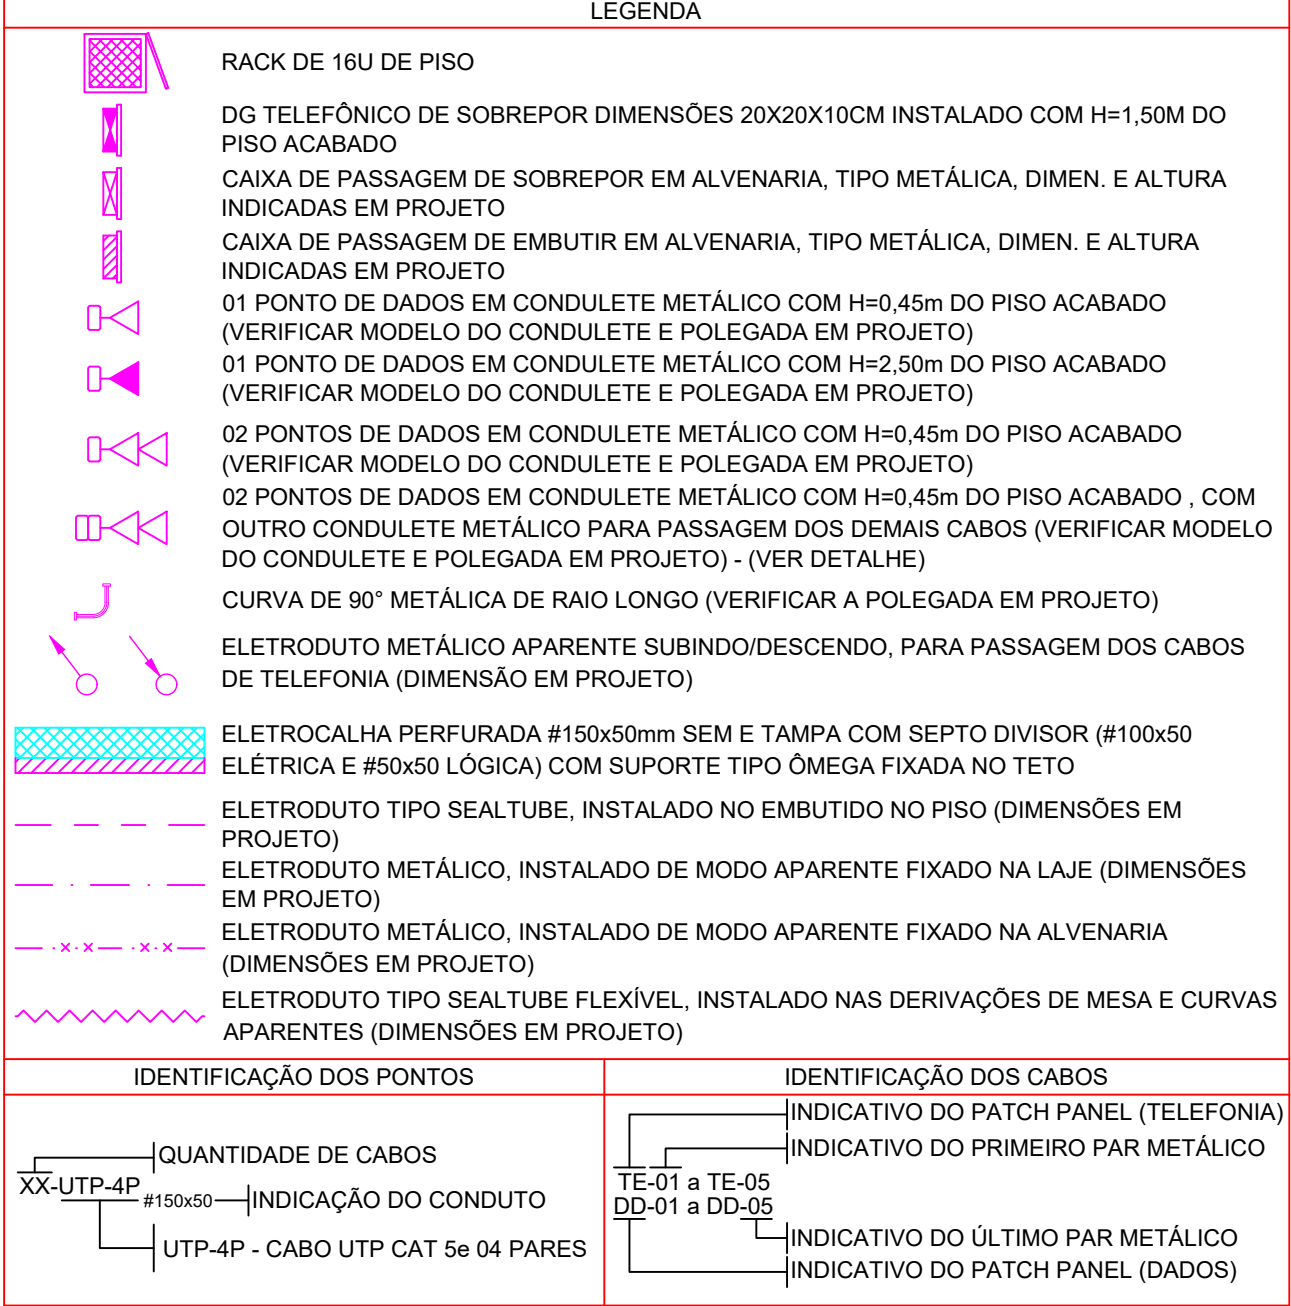 LEGENDA
RACK DE 16U DE PISO
DG TELEFÔNICO DE SOBREPOR DIMENSÕES 20X20X10CM INSTALADO COM H=1,50M DO
PISO ACABADO
CAIXA DE PASSAGEM DE SOBREPOR EM ALVENARIA, TIPO METÁLICA, DIMEN. E ALTURA
INDICADAS EM PROJETO
CAIXA DE PASSAGEM DE EMBUTIR EM ALVENARIA, TIPO METÁLICA, DIMEN. E ALTURA
INDICADAS EM PROJETO
01 PONTO DE DADOS EM CONDULETE METÁLICO COM H=0,45m DO PISO ACABADO
(VERIFICAR MODELO DO CONDULETE E POLEGADA EM PROJETO)
01 PONTO DE DADOS EM CONDULETE METÁLICO COM H=2,50m DO PISO ACABADO
(VERIFICAR MODELO DO CONDULETE E POLEGADA EM PROJETO)
02 PONTOS DE DADOS EM CONDULETE METÁLICO COM H=0,45m DO PISO ACABADO
(VERIFICAR MODELO DO CONDULETE E POLEGADA EM PROJETO)
02 PONTOS DE DADOS EM CONDULETE METÁLICO COM H=0,45m DO PISO ACABADO , COM
OUTRO CONDULETE METÁLICO PARA PASSAGEM DOS DEMAIS CABOS (VERIFICAR MODELO
DO CONDULETE E POLEGADA EM PROJETO) - (VER DETALHE)
CURVA DE 90° METÁLICA DE RAIO LONGO (VERIFICAR A POLEGADA EM PROJETO)
ELETRODUTO METÁLICO APARENTE SUBINDO/DESCENDO, PARA PASSAGEM DOS CABOS
DE TELEFONIA (DIMENSÃO EM PROJETO)
ELETROCALHA PERFURADA #150x50mm SEM E TAMPA COM SEPTO DIVISOR (#100x50
ELÉTRICA E #50x50 LÓGICA) COM SUPORTE TIPO ÔMEGA FIXADA NO TETO
ELETRODUTO TIPO SEALTUBE, INSTALADO NO EMBUTIDO NO PISO (DIMENSÕES EM
PROJETO)
ELETRODUTO METÁLICO, INSTALADO DE MODO APARENTE FIXADO NA LAJE (DIMENSÕES
EM PROJETO)
ELETRODUTO METÁLICO, INSTALADO DE MODO APARENTE FIXADO NA ALVENARIA
(DIMENSÕES EM PROJETO)
ELETRODUTO TIPO SEALTUBE FLEXÍVEL, INSTALADO NAS DERIVAÇÕES DE MESA E CURVAS
APARENTES (DIMENSÕES EM PROJETO)
IDENTIFICAÇÃO DOS PONTOS
QUANTIDADE DE CABOS
XX-UTP-4P
#150x50
INDICAÇÃO DO CONDUTO
UTP-4P - CABO UTP CAT 5e 04 PARES
IDENTIFICAÇÃO DOS CABOS
INDICATIVO DO PATCH PANEL (TELEFONIA)
INDICATIVO DO PRIMEIRO PAR METÁLICO
TE-01 a TE-05
DD-01 a DD-05
INDICATIVO DO ÚLTIMO PAR METÁLICO
INDICATIVO DO PATCH PANEL (DADOS)